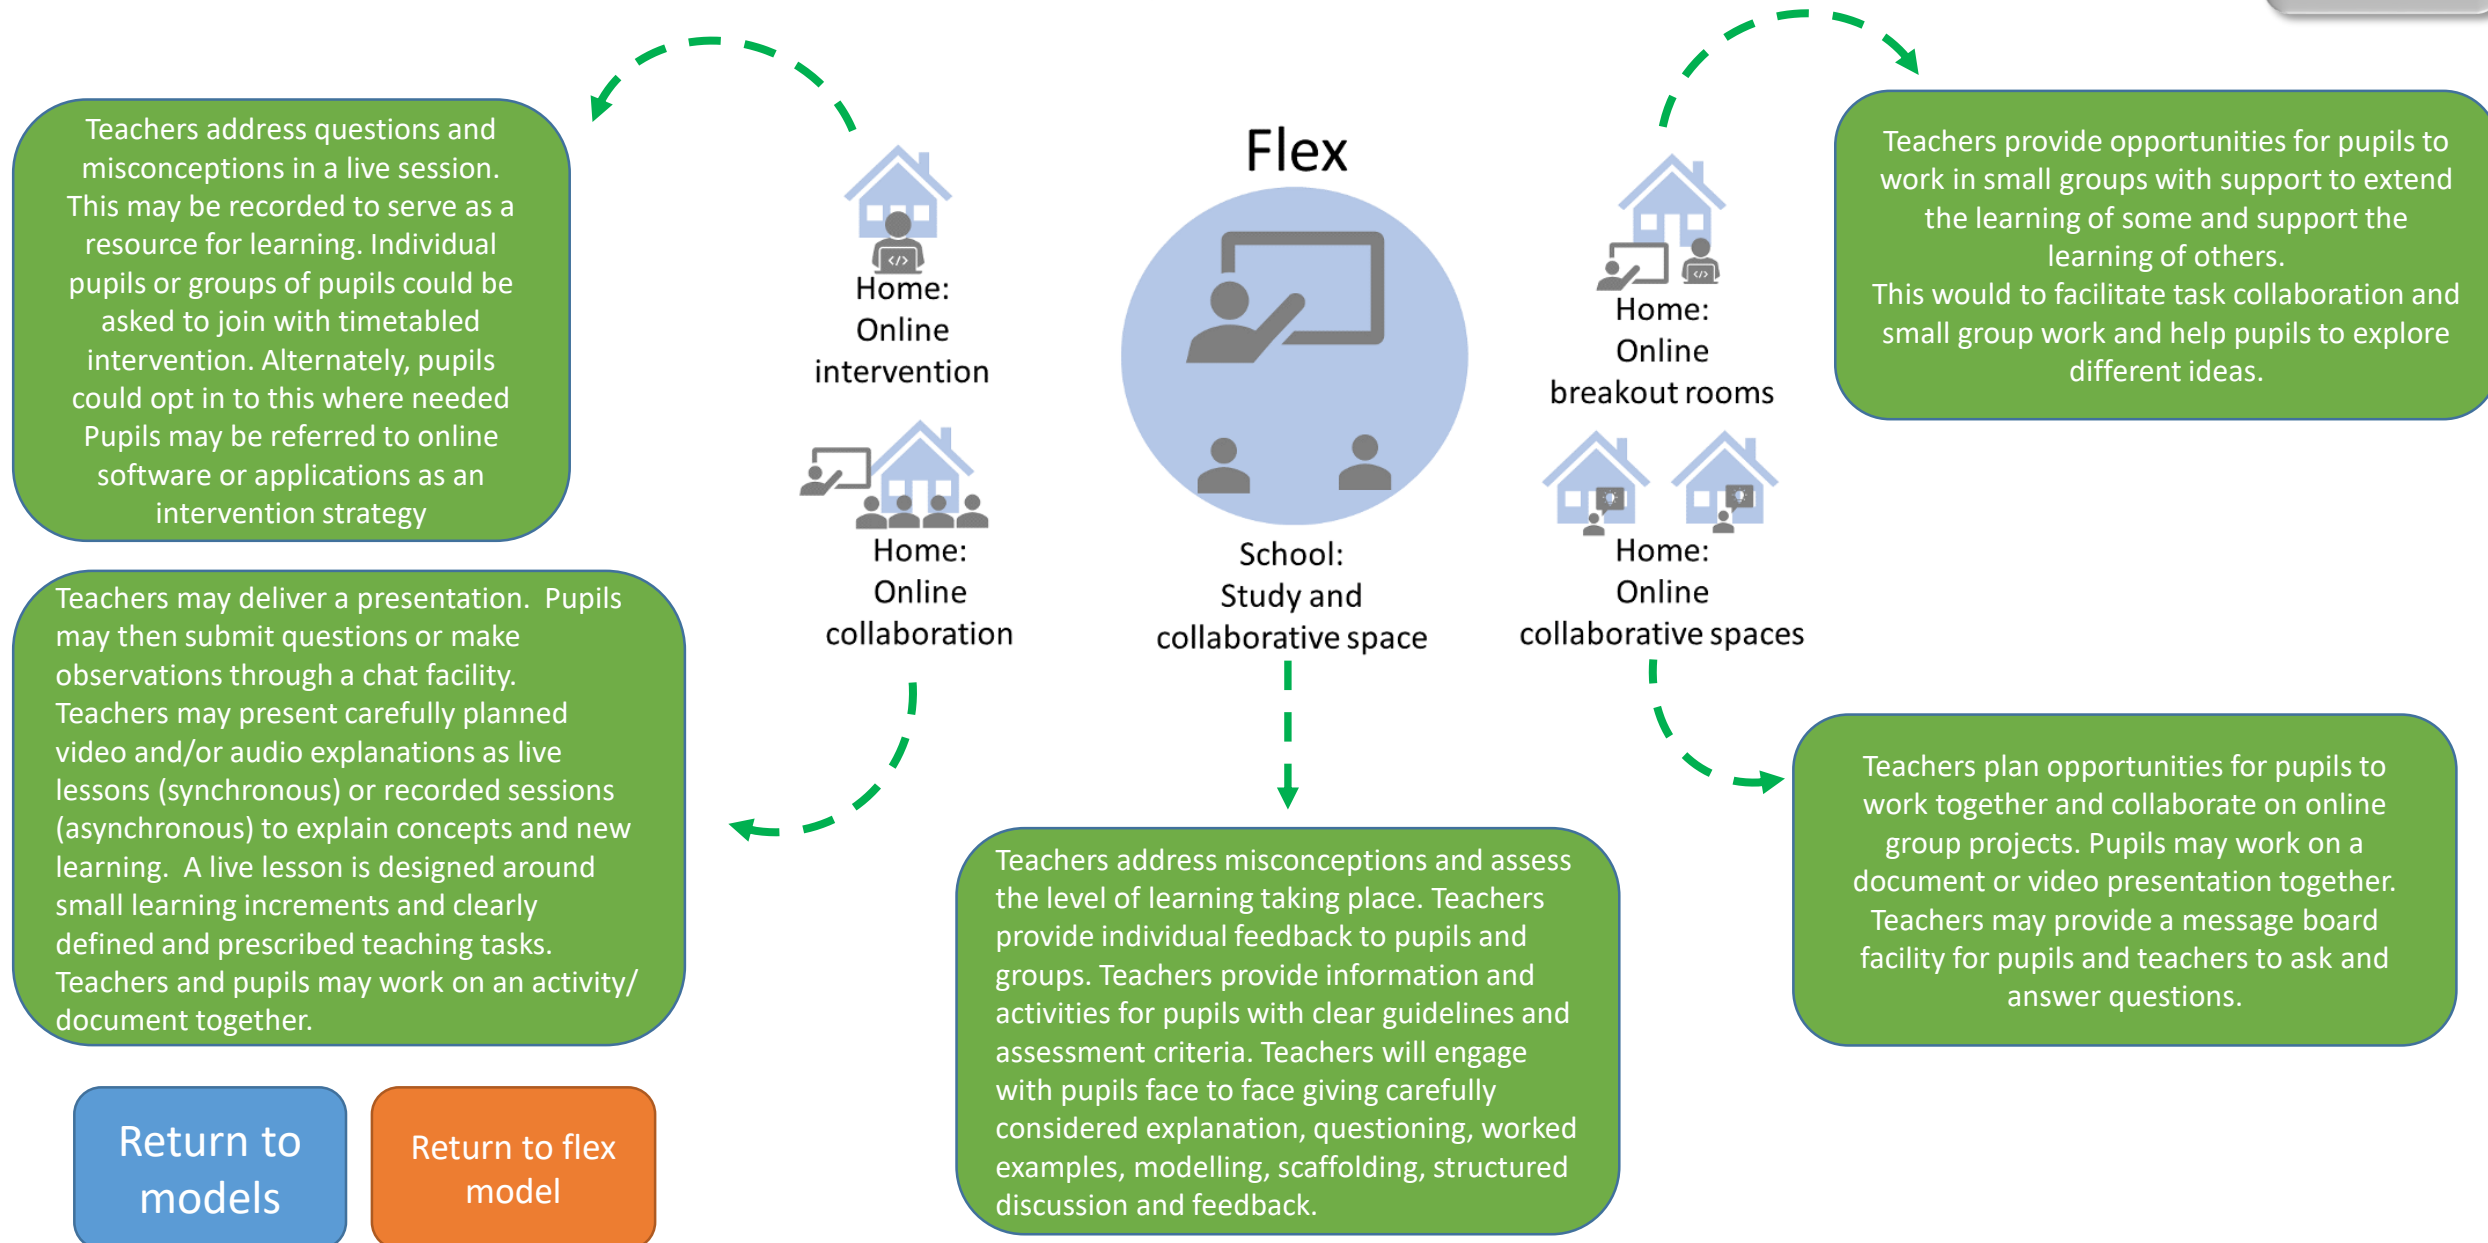 Teachers address questions and
misconceptions in a live session.
This may be recorded to serve as a
resource for learning. Individual
pupils or groups of pupils could be
asked to join with timetabled
intervention. Alternately, pupils
could opt in to this where needed
Pupils may be referred to online
software or applications as an
intervention strategy
Teachers may deliver a presentation.  Pupils
may then submit questions or make
observations through a chat facility.
Teachers may present carefully planned
video and/or audio explanations as live
lessons (synchronous) or recorded sessions
(asynchronous) to explain concepts and new
learning.  A live lesson is designed around
small learning increments and clearly
defined and prescribed teaching tasks.
Teachers and pupils may work on an activity/
document together.
Return to
models
Return to flex
model
Home:
Online
intervention
Home:
Online
collaboration
Flex
School:
Study and
collaborative space
Teachers address misconceptions and assess
the level of learning taking place. Teachers
provide individual feedback to pupils and
groups. Teachers provide information and
activities for pupils with clear guidelines and
assessment criteria. Teachers will engage
with pupils face to face giving carefully
considered explanation, questioning, worked
examples, modelling, scaffolding, structured
discussion and feedback.
Home:
Online
breakout rooms
Home:
Online
collaborative spaces
Teachers provide opportunities for pupils to
work in small groups with support to extend
the learning of some and support the
learning of others.
This would to facilitate task collaboration and
small group work and help pupils to explore
different ideas.
Teachers plan opportunities for pupils to
work together and collaborate on online
group projects. Pupils may work on a
document or video presentation together.
Teachers may provide a message board
facility for pupils and teachers to ask and
answer questions.